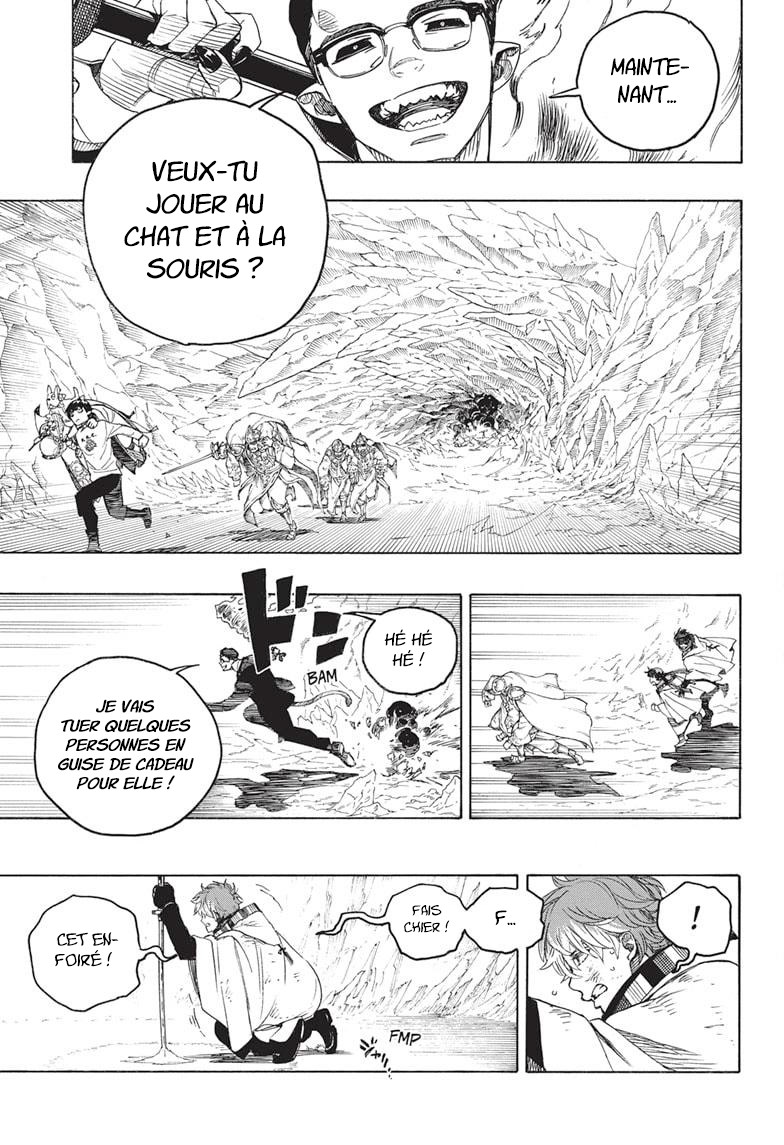 MAINTE-
NANT...
VEUX-TU
JOUER AU
CHAT ET À LA
SOURIS ?
HÉ HÉ
HÉ !
BAM
JE VAIS
TUER QUELQUES
PERSONNES EN
GUISE DE CADEAU
POUR ELLE !
!
F...
FAIS
CHIER !
CET EN-
FOIRÉ !
FMP